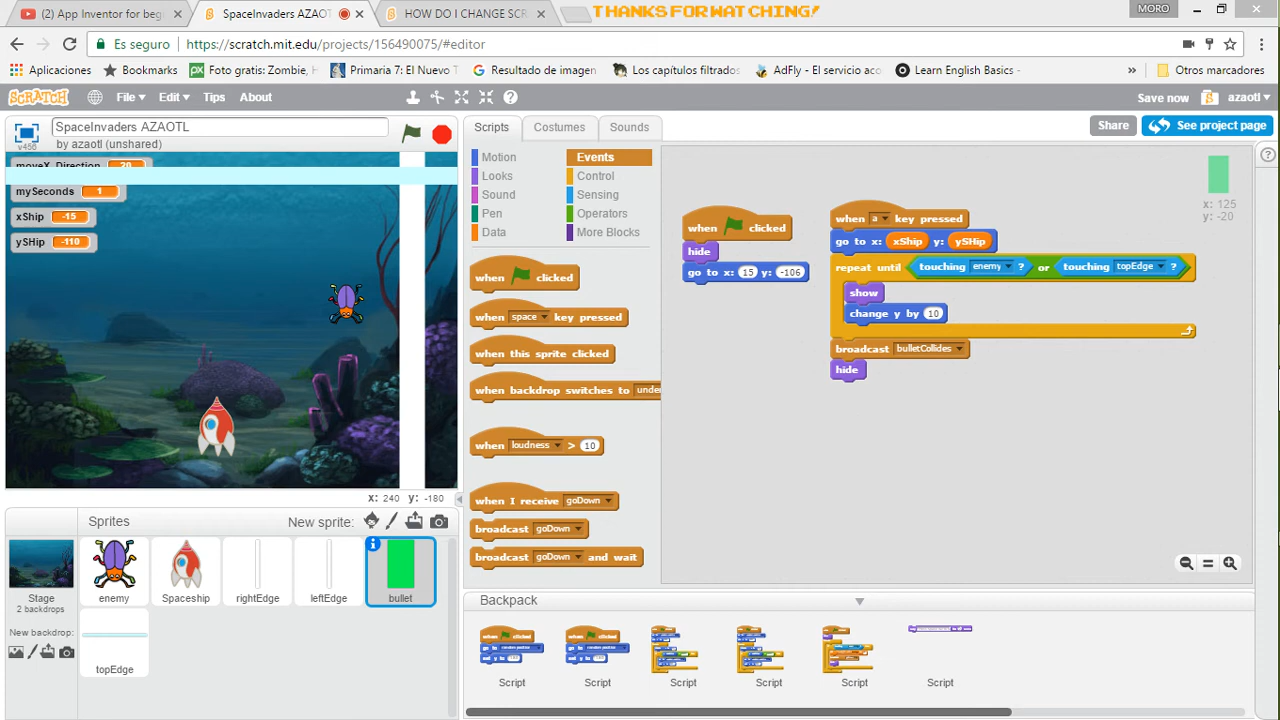 THANKS FOR WATCHING!
MORO
(2) App Inventor for beg
SpaceInvaders AZAOTL
HOW DO I CHANGE SCR
Es seguro
https://scratch.mit.edu/projects/156490075/#editor
Aplicaciones
Bookmarks
Foto gratis: Zombie, H
Primaria 7: El Nuevo T
Resultado de imagen
Los capítulos filtrados
AdFly - El servicio aco
Learn English Basics -
»
Otros marcadores
SCRATCH
File
Edit
Tips
About
Save now
azaotl
SpaceInvaders AZAOTL
by azaotl (unshared)
v456
Scripts
Costumes
Sounds
Share
See project page
moveX_Direction
mySeconds 1
xShip -15
ySHip -110
x: 240 y: -180
Motion
Looks
Sound
Pen
Data
Events
Control
Sensing
Operators
More Blocks
when clicked
when space key pressed
when this sprite clicked
when backdrop switches to unde
when loudness > 10
when I receive goDown
broadcast goDown
broadcast goDown and wait
when clicked
hide
go to x: 15 y: -106
when a key pressed
go to x: xShip y: ySHip
repeat until touching enemy ? or touching topEdge ?
show
change y by 10
broadcast bulletCollides
hide
x: 125
y: -20
Sprites
New sprite:
Stage
2 backdrops
New backdrop:
enemy
Spaceship
rightEdge
leftEdge
bullet
topEdge
Backpack
Script
Script
Script
Script
Script
Script